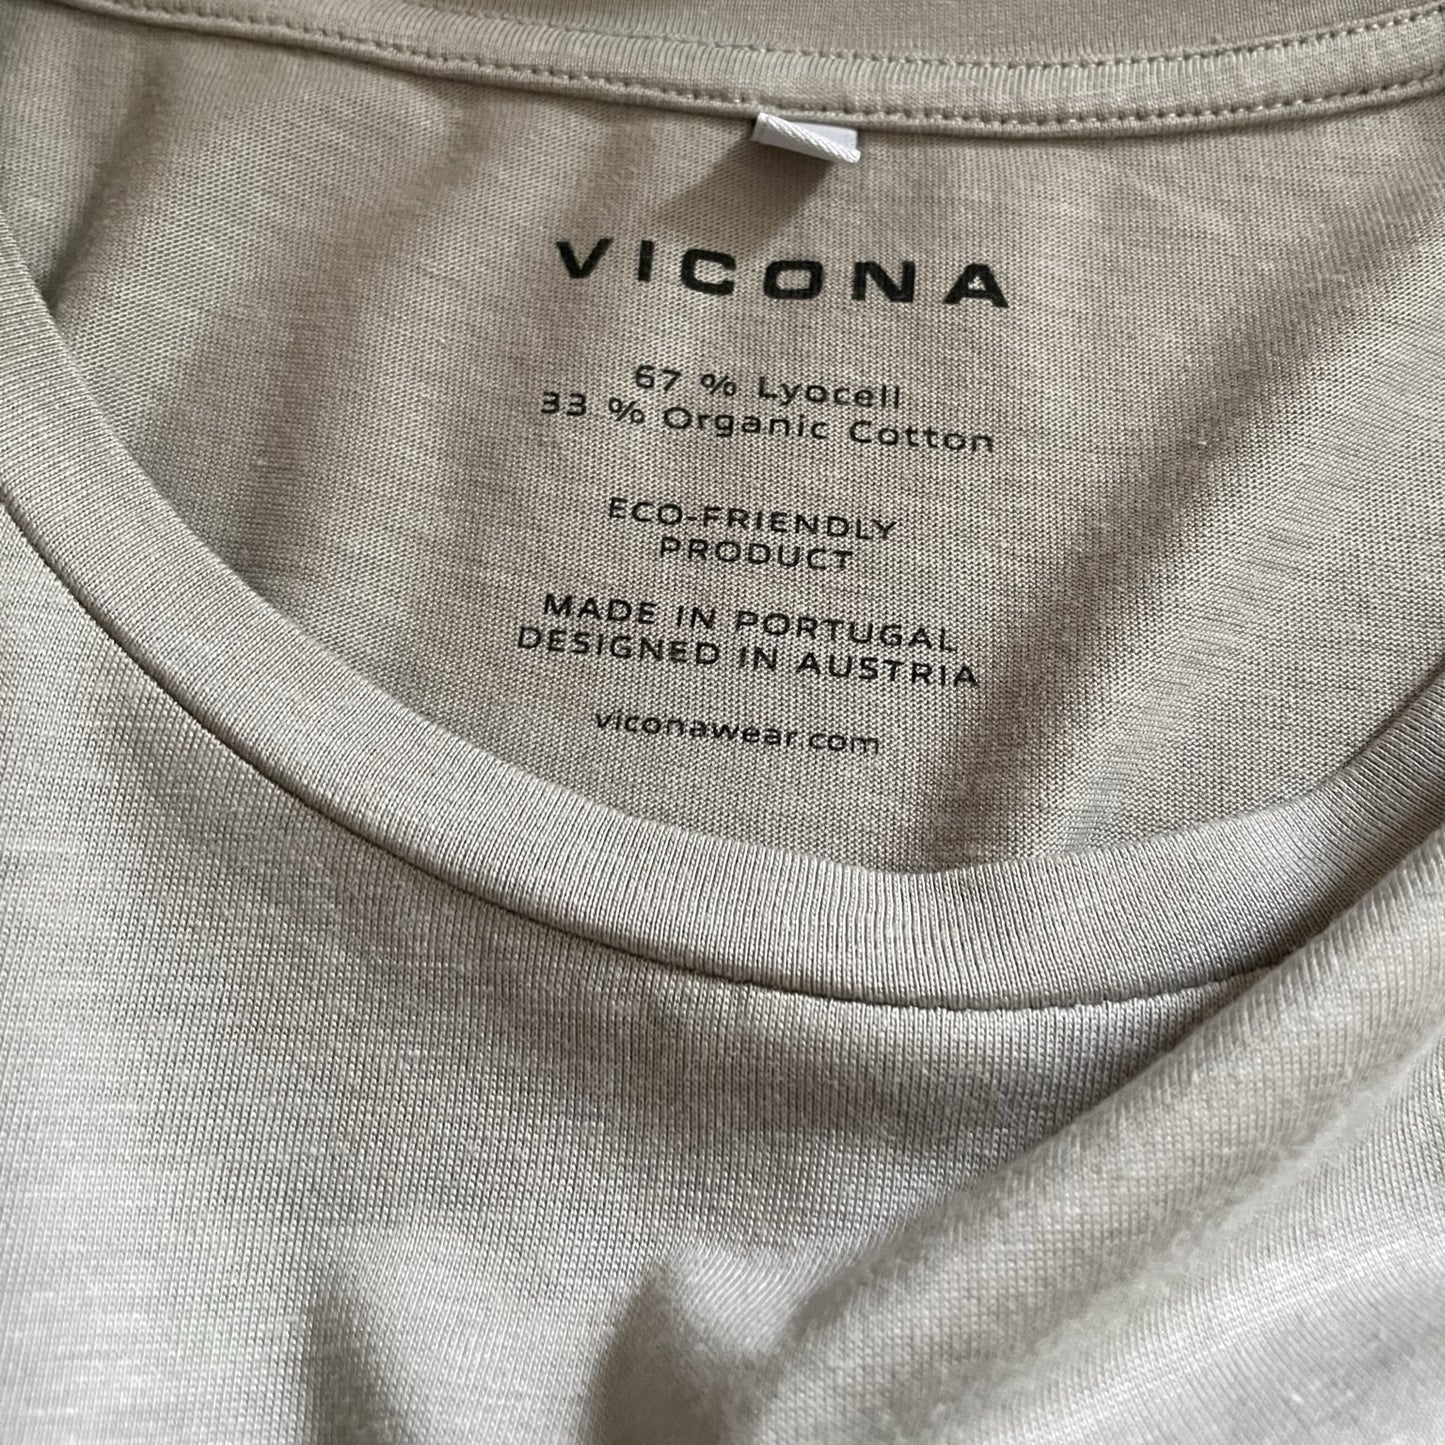 VICONA
67 % Lyocell
33 % Organic Cotton
ECO-FRIENDLY
PRODUCT
MADE IN PORTUGAL
DESIGNED IN AUSTRIA
viconawear.com